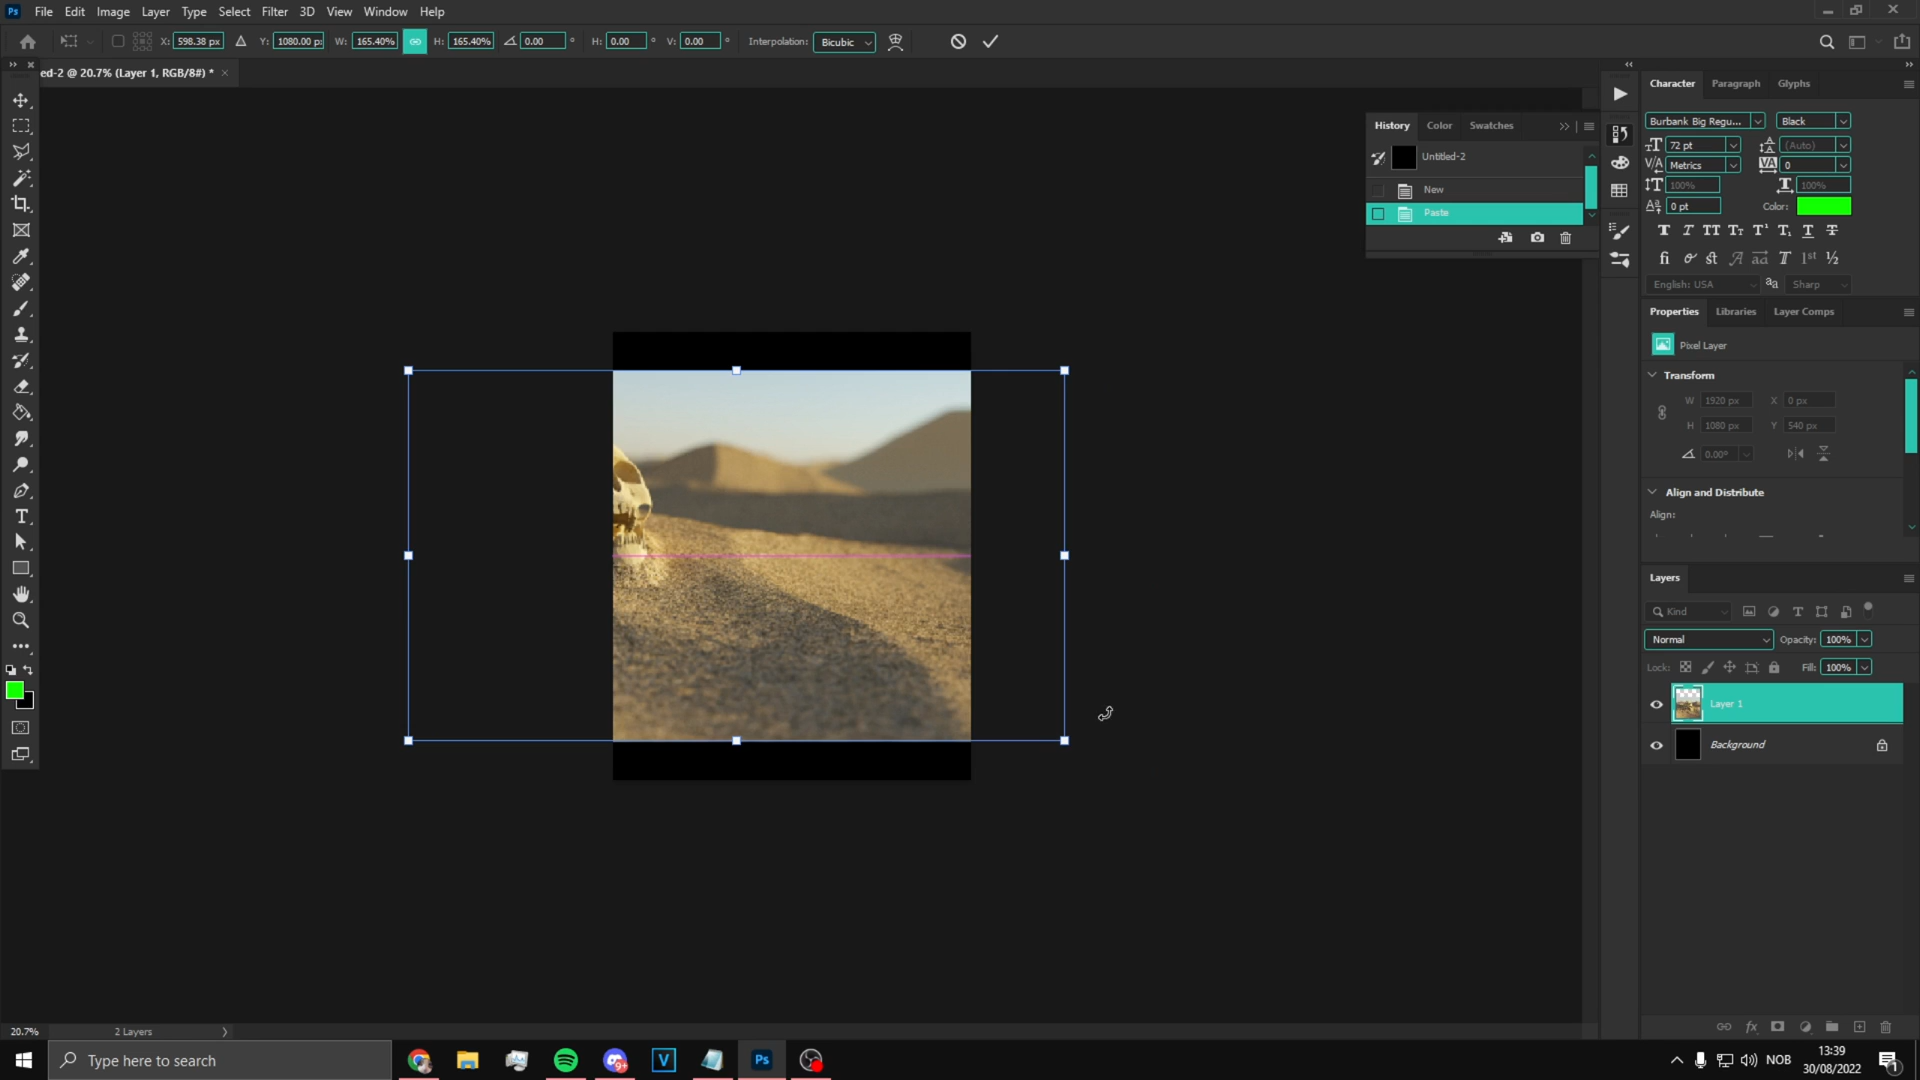 Ps File Edit Image Layer Type Select Filter 3D View Window Help
X: 598.38 px Y: 1080.00 p: W: 165.40% H: 165.40% 0.00 ° H: 0.00 ° V: 0.00 ° Interpolation: Bicubic
ed-2 @ 20.7% (Layer 1, RGB/8#) * ×
History Color Swatches
Untitled-2
New
Paste
Character Paragraph Glyphs
Burbank Big Regu... Black
72 pt (Auto)
Metrics 0
100% 100%
0 pt Color:
English: USA aa Sharp
Properties Libraries Layer Comps
Pixel Layer
Transform
W 1920 px X 0 px
H 1080 px Y 540 px
0.00°
Align and Distribute
Align:
Layers
Kind
Normal Opacity: 100%
Lock: Fill: 100%
Layer 1
Background
20.7% 2 Layers
Type here to search
9+ V Ps
NOB
13:39
30/08/2022
1